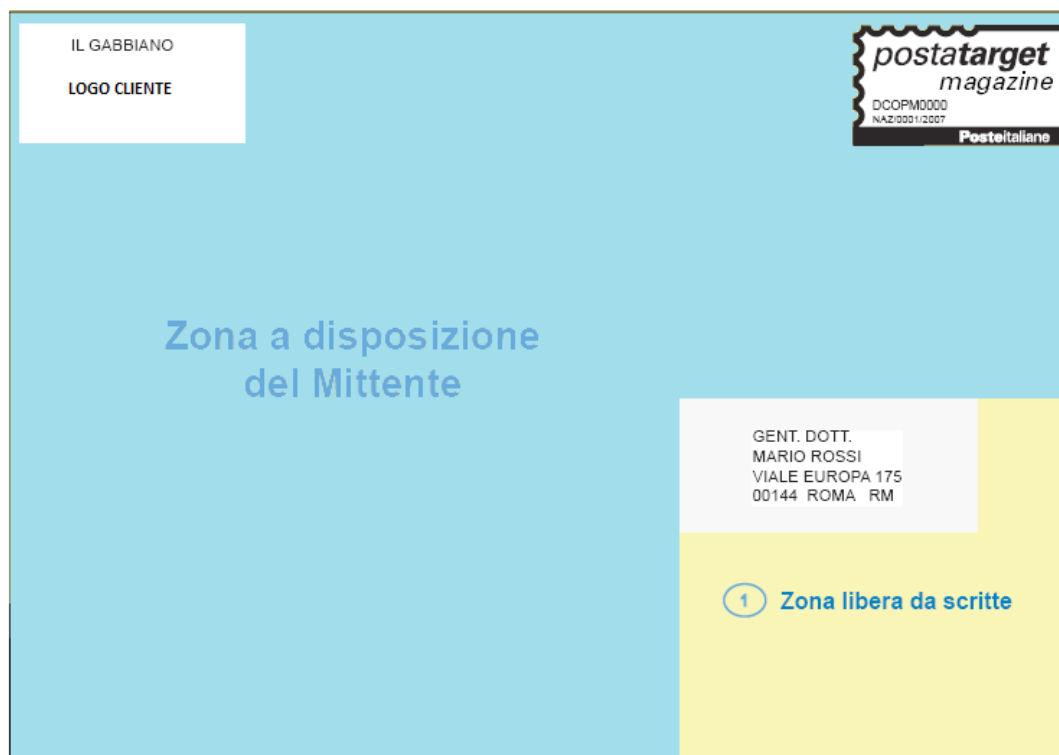 IL GABBIANO
LOGO CLIENTE
postatarget
magazine
DCOPM0000
NAZ/0001/2007
Posteitaliane
Zona a disposizione
del Mittente
GENT. DOTT.
MARIO ROSSI
VIALE EUROPA 175
00144 ROMA RM
1 Zona libera da scritte